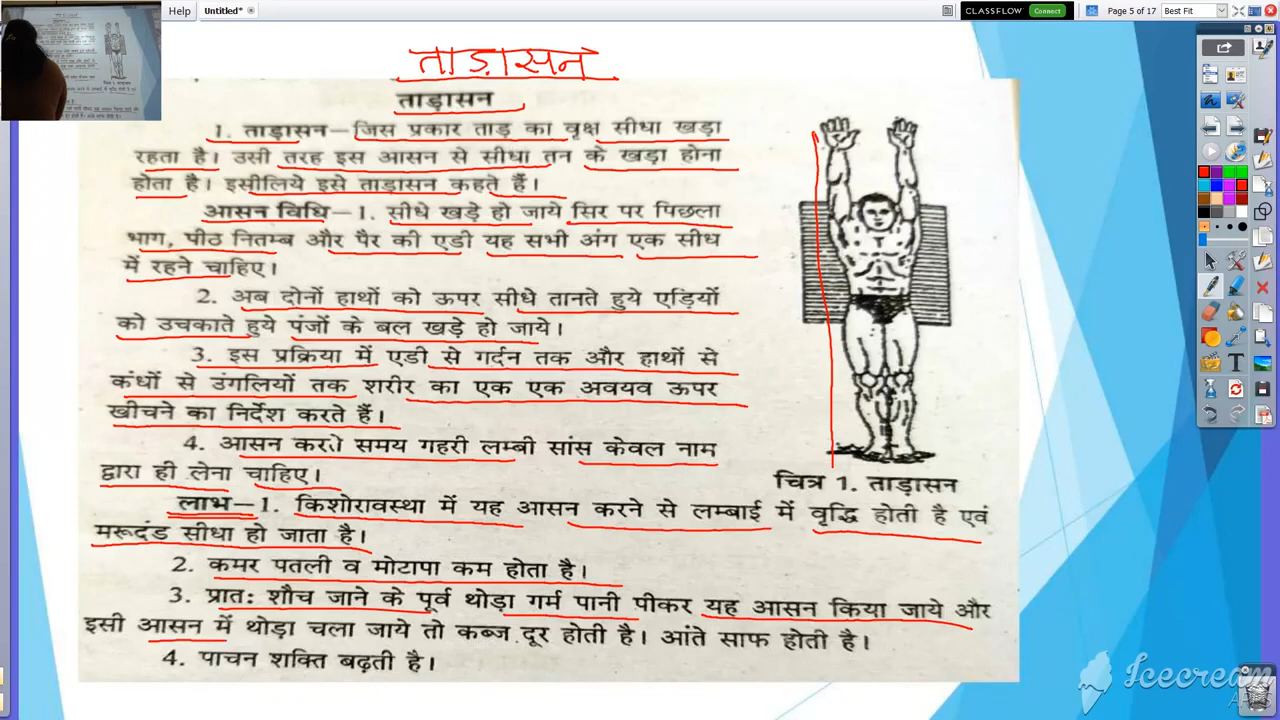 Help
Untitled*
CLASSFLOW Connect
Page 5 of 17
Best Fit
ताड़ासन
ताड़ासन
1. ताड़ासन—जिस प्रकार ताड़ का वृक्ष सीधा खड़ा
रहता है। उसी तरह इस आसन से सीधा तन के खड़ा होना
होता है। इसीलिये इसे ताड़ासन कहते हैं।
आसन विधि—1. सीधे खड़े हो जाये सिर पर पिछला
भाग, पीठ नितम्ब और पैर की एडी यह सभी अंग एक सीध
में रहने चाहिए।
2. अब दोनों हाथों को ऊपर सीधे तानते हुये एड़ियों
को उचकाते हुये पंजों के बल खड़े हो जाये।
3. इस प्रक्रिया में एडी से गर्दन तक और हाथों से
कंधों से उंगलियों तक शरीर का एक एक अवयव ऊपर
खीचने का निर्देश करते हैं।
4. आसन करते समय गहरी लम्बी सांस केवल नाम
द्वारा ही लेना चाहिए।
लाभ—1. किशोरावस्था में यह आसन करने से लम्बाई में वृद्धि होती है एवं
मरूदंड सीधा हो जाता है।
2. कमर पतली व मोटापा कम होता है।
3. प्रात: शौच जाने के पूर्व थोड़ा गर्म पानी पीकर यह आसन किया जाये और
इसी आसन में थोड़ा चला जाये तो कब्ज दूर होती है। आंते साफ होती है।
4. पाचन शक्ति बढ़ती है।
चित्र 1. ताड़ासन
Icecream
APPS